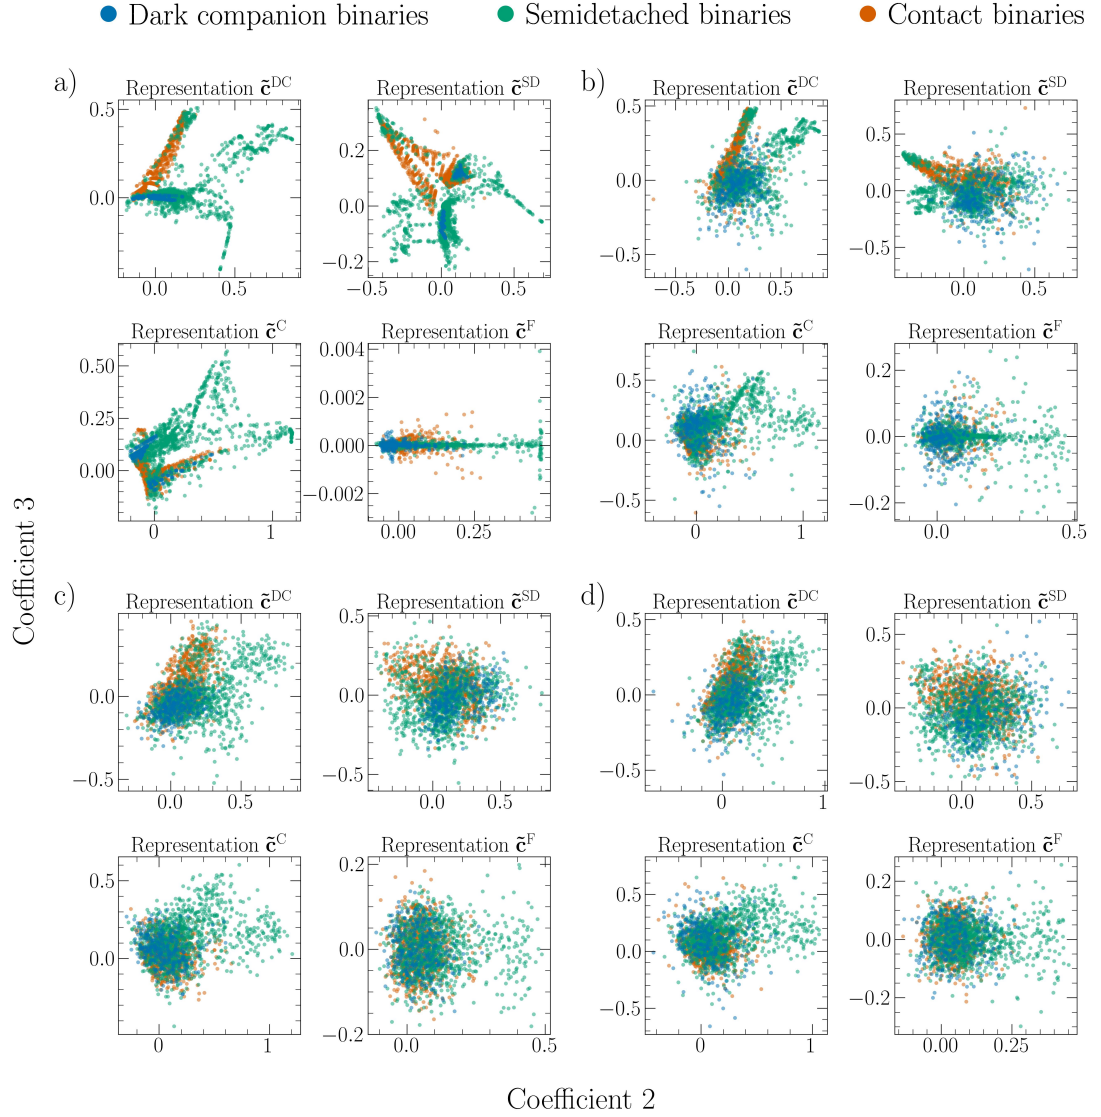 Dark companion binaries Semidetached binaries Contact binaries
a) b)
Representation c̃^DC Representation c̃^SD Representation c̃^DC Representation c̃^SD
0.5 0.0 0.0 0.5
0.2 0.0 −0.2 −0.5 0.0 0.5
0.5 0.0 −0.5 −0.5 0.0 0.5
0.5 0.0 −0.5 0.0 0.5
Representation c̃^C Representation c̃^F Representation c̃^C Representation c̃^F
0.50 0.25 0.00 0 1
0.004 0.002 0.000 −0.002 0.00 0.25
0.5 0.0 −0.5 0 1
0.2 0.0 −0.2 0.0 0.5
Coefficient 3
c) d)
Representation c̃^DC Representation c̃^SD Representation c̃^DC Representation c̃^SD
0.0 −0.5 0.0 0.5
0.5 0.0 −0.5 0.0 0.5
0.5 0.0 −0.5 0 1
0.5 0.0 −0.5 0.0 0.5
Representation c̃^C Representation c̃^F Representation c̃^C Representation c̃^F
0.5 0.0 0 1
0.2 0.0 −0.2 0.0 0.5
0.5 0.0 −0.5 0 1
0.2 0.0 −0.2 0.00 0.25
Coefficient 2